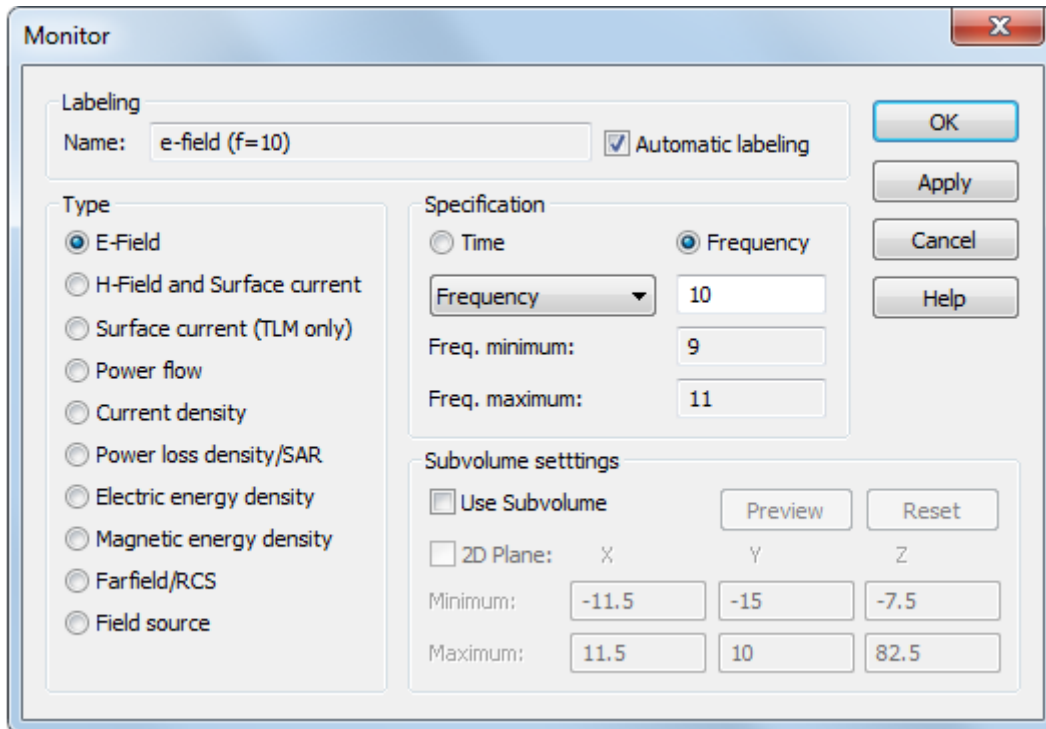 Monitor
Labeling
Name: e-field (f=10) Automatic labeling
OK
Apply
Cancel
Help
Type
E-Field
H-Field and Surface current
Surface current (TLM only)
Power flow
Current density
Power loss density/SAR
Electric energy density
Magnetic energy density
Farfield/RCS
Field source
Specification
Time Frequency
Frequency 10
Freq. minimum: 9
Freq. maximum: 11
Subvolume setttings
Use Subvolume Preview Reset
2D Plane: X Y Z
Minimum: -11.5 -15 -7.5
Maximum: 11.5 10 82.5